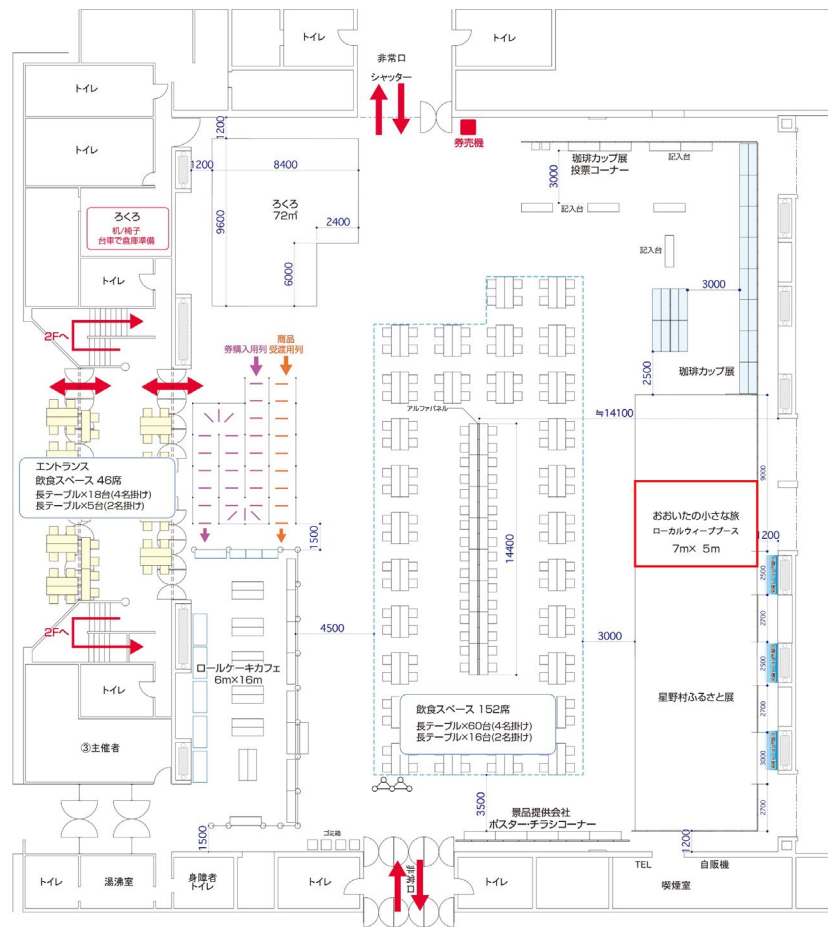 トイレ
トイレ
トイレ
非常口
シャッター
券売機
トイレ
1200
1200
8400
ろくろ
72㎡
2400
9600
6000
珈琲カップ展
投票コーナー
記入台
3000
記入台
記入台
3000
2500
珈琲カップ展
ろくろ
机/椅子
台車で倉庫準備
トイレ
2Fへ
券購入用列
商品
受渡用列
アルファパネル
≒14100
9000
エントランス
飲食スペース 46席
長テーブル×18台(4名掛け)
長テーブル×5台(2名掛け)
おおいたの小さな旅
ローカルウィーブブース
7m× 5m
1200
1500
14400
2500
2700
2500
2700
3000
2700
2Fへ
4500
3000
ロールケーキカフェ
6m×16m
トイレ
星野村ふるさと展
飲食スペース 152席
長テーブル×60台(4名掛け)
長テーブル×16台(2名掛け)
③主催者
3500
景品提供会社
ポスター・チラシコーナー
1500
ゴミ箱
1200
非常口
TEL
自販機
トイレ
湯沸室
身障者
トイレ
トイレ
トイレ
喫煙室